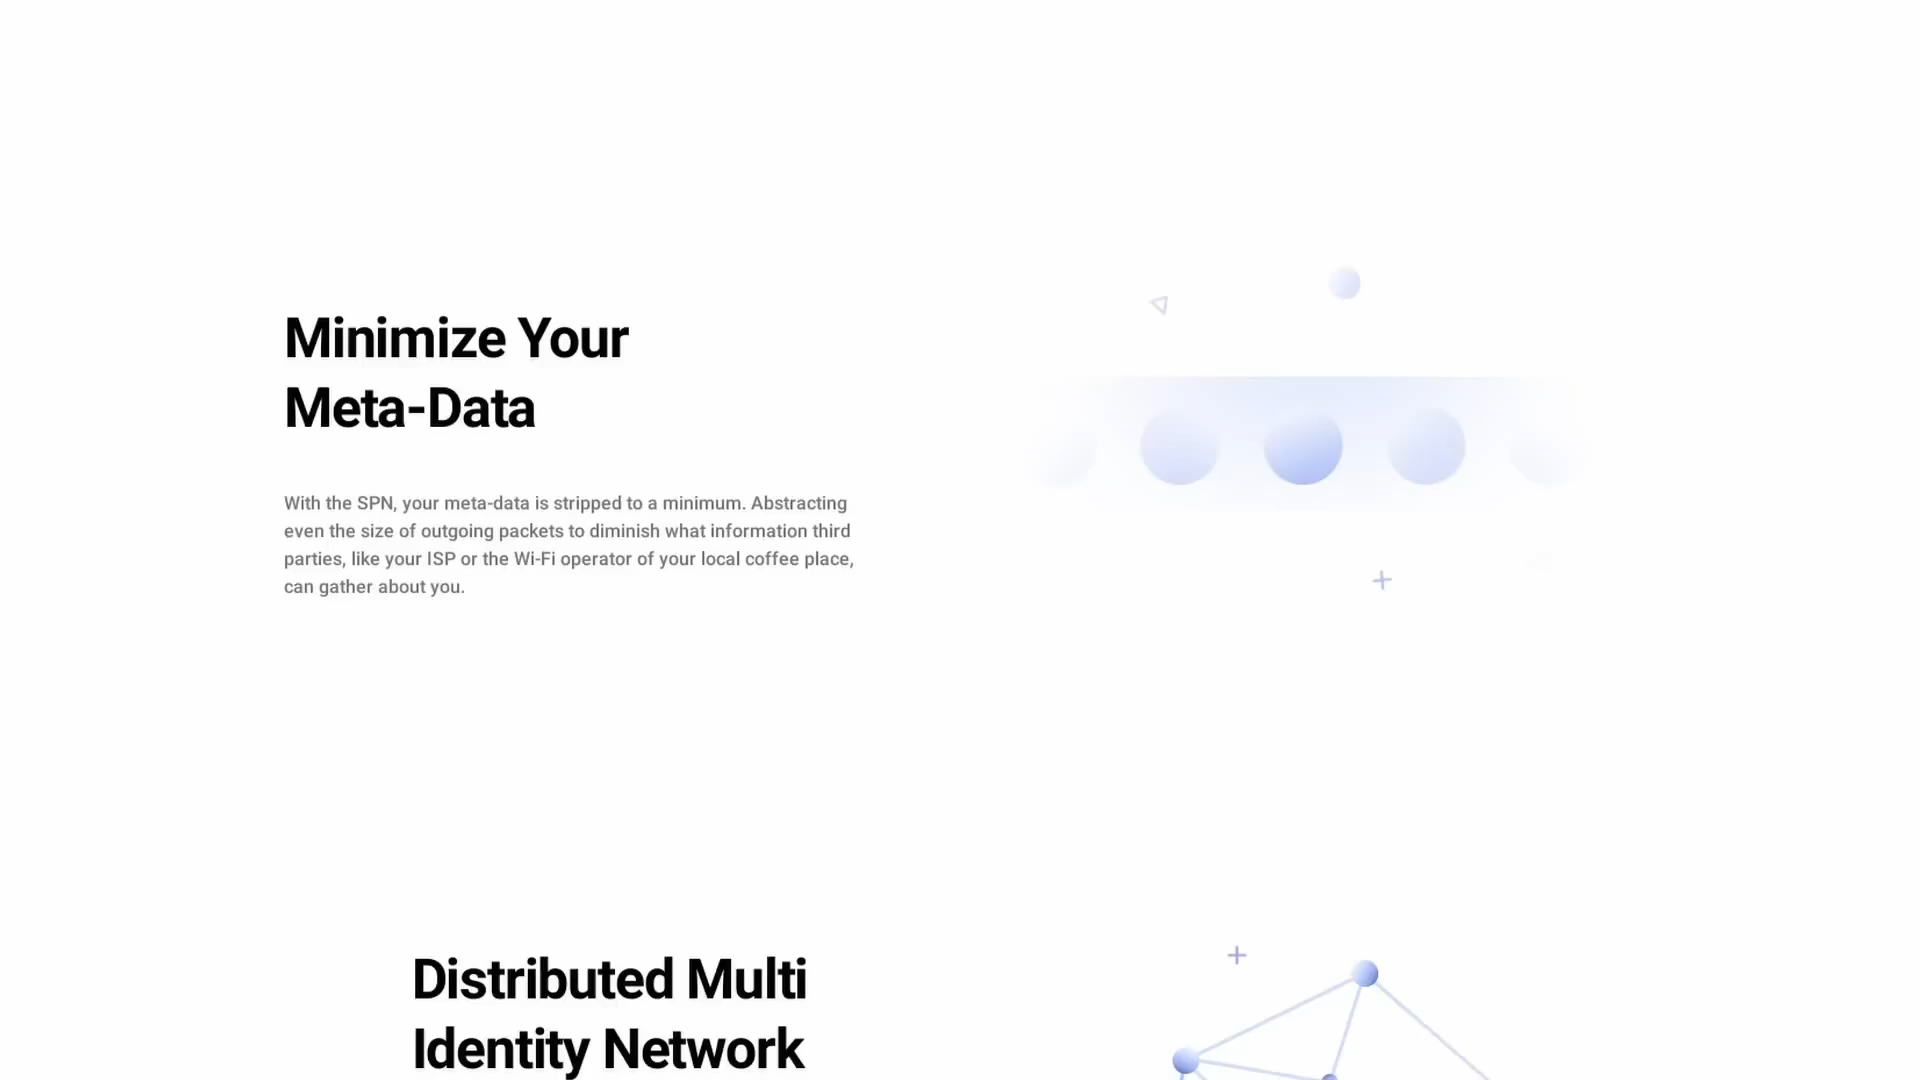 Minimize Your
Meta-Data
With the SPN, your meta-data is stripped to a minimum. Abstracting
even the size of outgoing packets to diminish what information third
parties, like your ISP or the Wi-Fi operator of your local coffee place,
can gather about you.
Distributed Multi
Identity Network